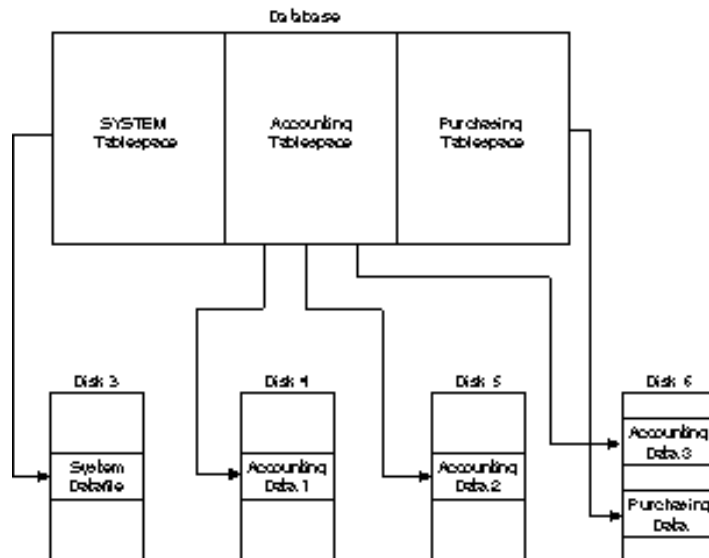 Database
SYSTEM
Tablespace
Accounting
Tablespace
Purchasing
Tablespace
Disk 3
Disk 4
Disk 5
Disk 6
System
Datafile
Accounting
Data 1
Accounting
Data 2
Accounting
Data 3
Purchasing
Data